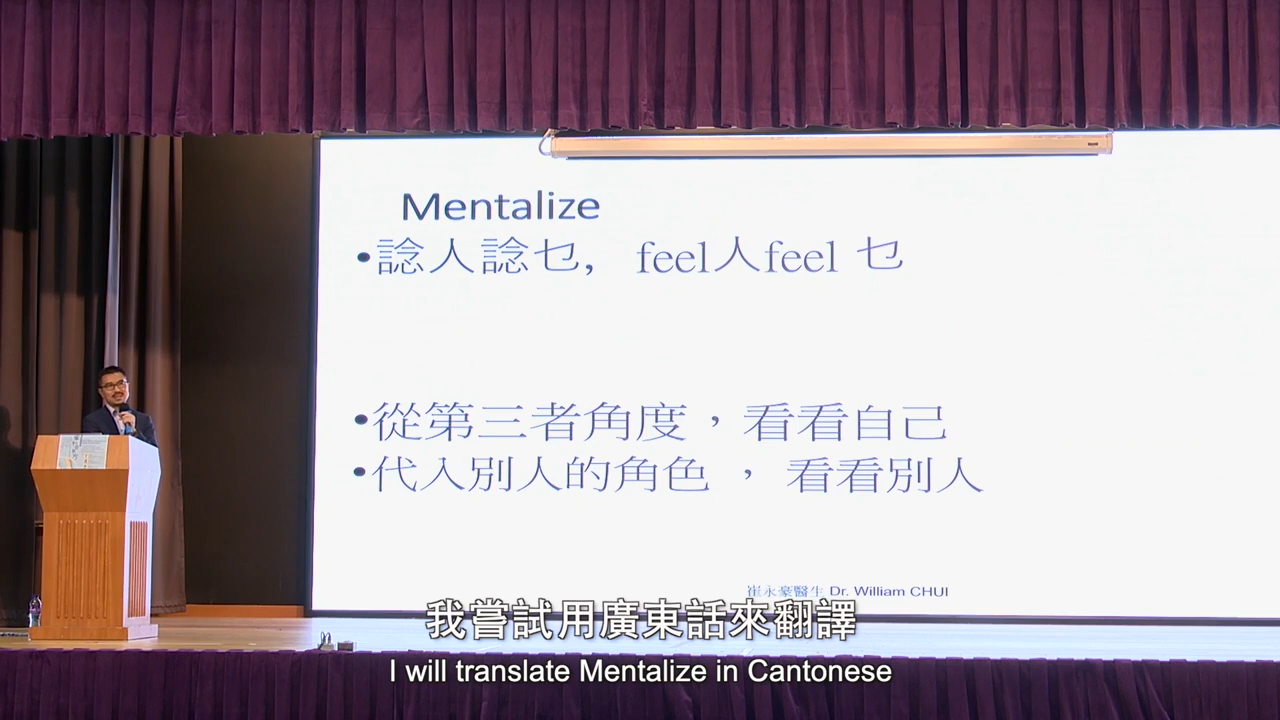 Mentalize
•諗人諗乜, feel人feel 乜
•從第三者角度，看看自己
•代入別人的角色 ， 看看別人
崔永豪醫生 Dr. William CHUI
我嘗試用廣東話來翻譯
I will translate Mentalize in Cantonese